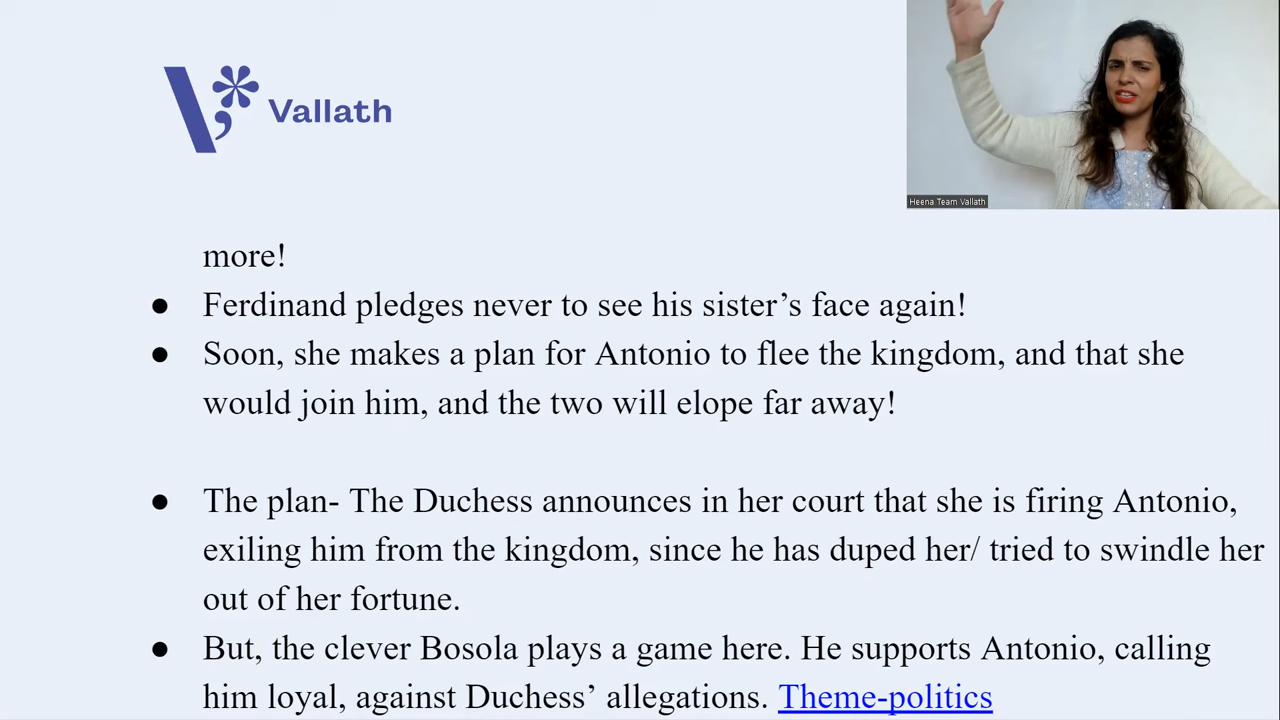 Vallath
Heena Team Vallath
more!
● Ferdinand pledges never to see his sister’s face again!
● Soon, she makes a plan for Antonio to flee the kingdom, and that she
would join him, and the two will elope far away!
● The plan- The Duchess announces in her court that she is firing Antonio,
exiling him from the kingdom, since he has duped her/ tried to swindle her
out of her fortune.
● But, the clever Bosola plays a game here. He supports Antonio, calling
him loyal, against Duchess’ allegations. Theme-politics